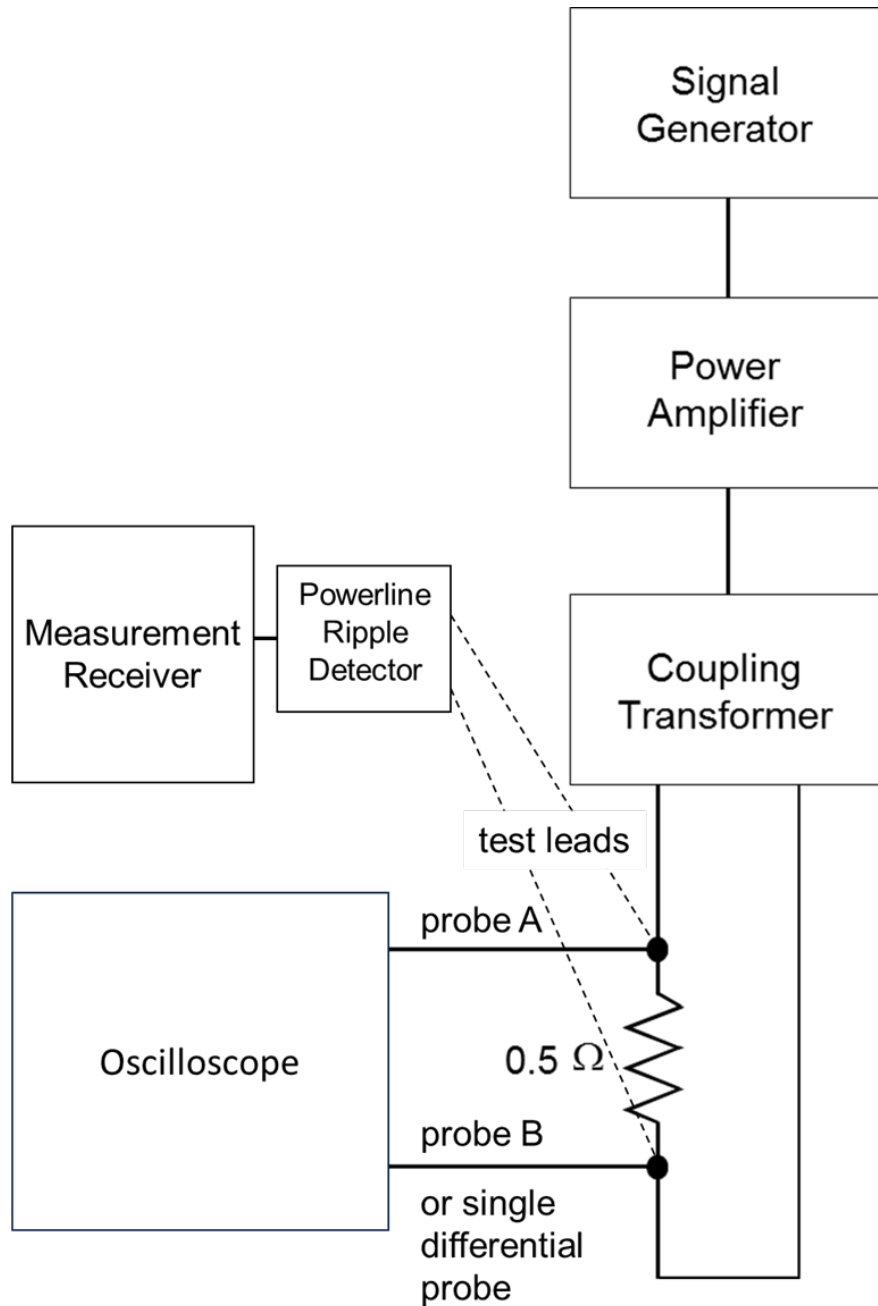 Signal
Generator
Power
Amplifier
Measurement
Receiver
Powerline
Ripple
Detector
Coupling
Transformer
test leads
probe A
Oscilloscope
0.5 Ω
probe B
or single
differential
probe